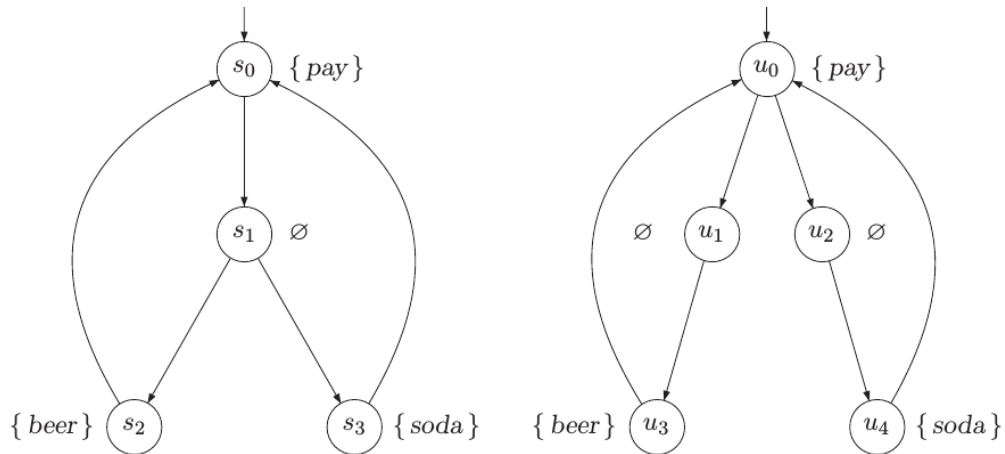 s₀ { pay } u₀ { pay }
s₁ ∅ ∅ u₁ u₂ ∅
{ beer } s₂ s₃ { soda } { beer } u₃ u₄ { soda }